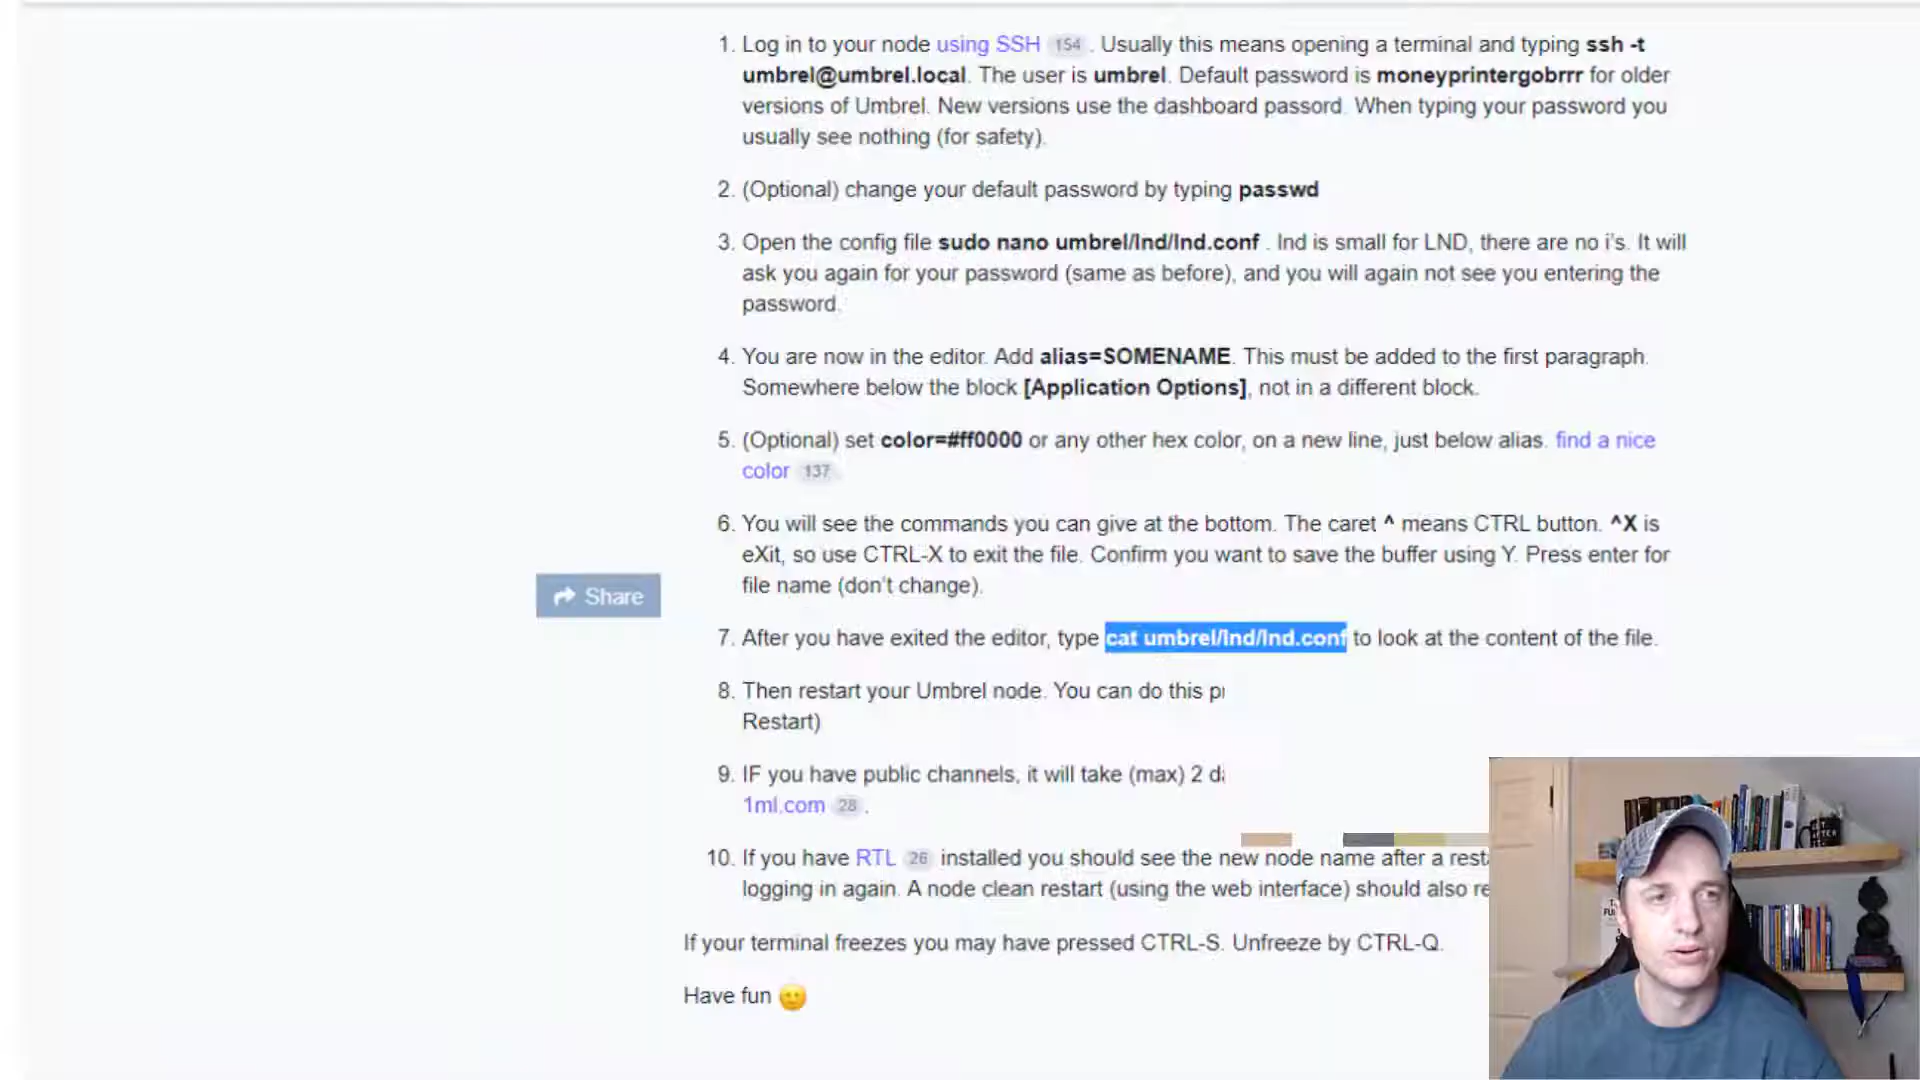 1. Log in to your node using SSH 154 . Usually this means opening a terminal and typing ssh -t
umbrel@umbrel.local. The user is umbrel. Default password is moneyprintergobrrr for older
versions of Umbrel. New versions use the dashboard passord. When typing your password you
usually see nothing (for safety).
2. (Optional) change your default password by typing passwd
3. Open the config file sudo nano umbrel/lnd/lnd.conf . lnd is small for LND, there are no i's. It will
ask you again for your password (same as before), and you will again not see you entering the
password.
4. You are now in the editor. Add alias=SOMENAME. This must be added to the first paragraph.
Somewhere below the block [Application Options], not in a different block.
5. (Optional) set color=#ff0000 or any other hex color, on a new line, just below alias. find a nice
color 137
6. You will see the commands you can give at the bottom. The caret ^ means CTRL button. ^X is
eXit, so use CTRL-X to exit the file. Confirm you want to save the buffer using Y. Press enter for
file name (don't change).
Share
7. After you have exited the editor, type cat umbrel/lnd/lnd.conf to look at the content of the file.
8. Then restart your Umbrel node. You can do this
Restart)
9. IF you have public channels, it will take (max) 2
1ml.com 28 .
10. If you have RTL 26 installed you should see the new node name after a
logging in again. A node clean restart (using the web interface) should also
If your terminal freezes you may have pressed CTRL-S. Unfreeze by CTRL-Q.
Have fun 🙂